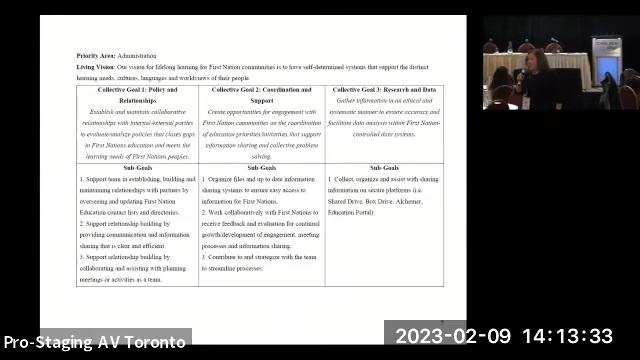 Priority Area: Administration
Living Vision: Our vision for lifelong learning for First Nation communities is to have self-determined systems that support the distinct
learning needs, cultures, languages and worldviews of their people.
Collective Goal 1: Policy and
Relationships
Establish and maintain collaborative
relationships with internal/external parties
to evaluate/analyze policies that closes gaps
in First Nations education and meets the
learning needs of First Nations peoples.
Collective Goal 2: Coordination and
Support
Create opportunities for engagement with
First Nation communities on the coordination
of education priorities/initiatives that support
information sharing and collective problem
solving.
Collective Goal 3: Research and Data
Gather information in an ethical and
systematic manner to ensure accuracy and
facilitate data analysis within First Nation-
controlled data systems.
Sub-Goals
1. Support team in establishing, building and
maintaining relationships with partners by
overseeing and updating First Nation
Education contact lists and directories.
2. Support relationship building by
providing communication and information
sharing that is clear and efficient.
3. Support relationship building by
collaborating and assisting with planning
meetings or activities as a team.
Sub-Goals
1. Organize files and up to date information
sharing systems to ensure easy access to
information for First Nations.
2. Work collaboratively with First Nations to
receive feedback and evaluation for continual
growth/development of engagement, meeting
processes and information sharing.
3. Contribute to and strategize with the team
to streamline processes.
Sub-Goals
1. Collect, organize and assist with sharing
information on secure platforms (i.e.
Shared Drive, Box Drive, Alchemer,
Education Portal).
Pro-Staging AV Toronto
2023-02-09 14:13:33